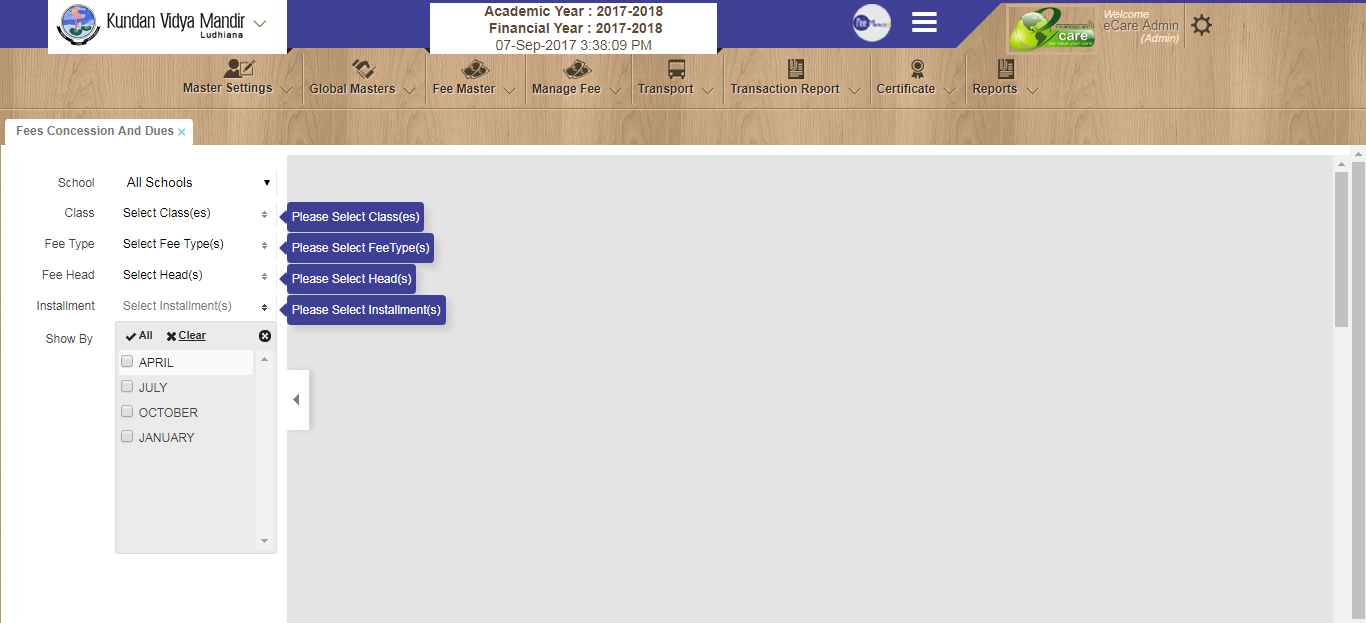 Kundan Vidya Mandir
Ludhiana
Academic Year : 2017-2018
Financial Year : 2017-2018
07-Sep-2017 3:38:09 PM
care
Welcome
eCare Admin
(Admin)
Master Settings
Global Masters
Fee Master
Manage Fee
Transport
Transaction Report
Certificate
Reports
Fees Concession And Dues x
School All Schools
Class Select Class(es) Please Select Class(es)
Fee Type Select Fee Type(s) Please Select FeeType(s)
Fee Head Select Head(s) Please Select Head(s)
Installment Select Installment(s) Please Select Installment(s)
Show By All Clear
APRIL
JULY
OCTOBER
JANUARY